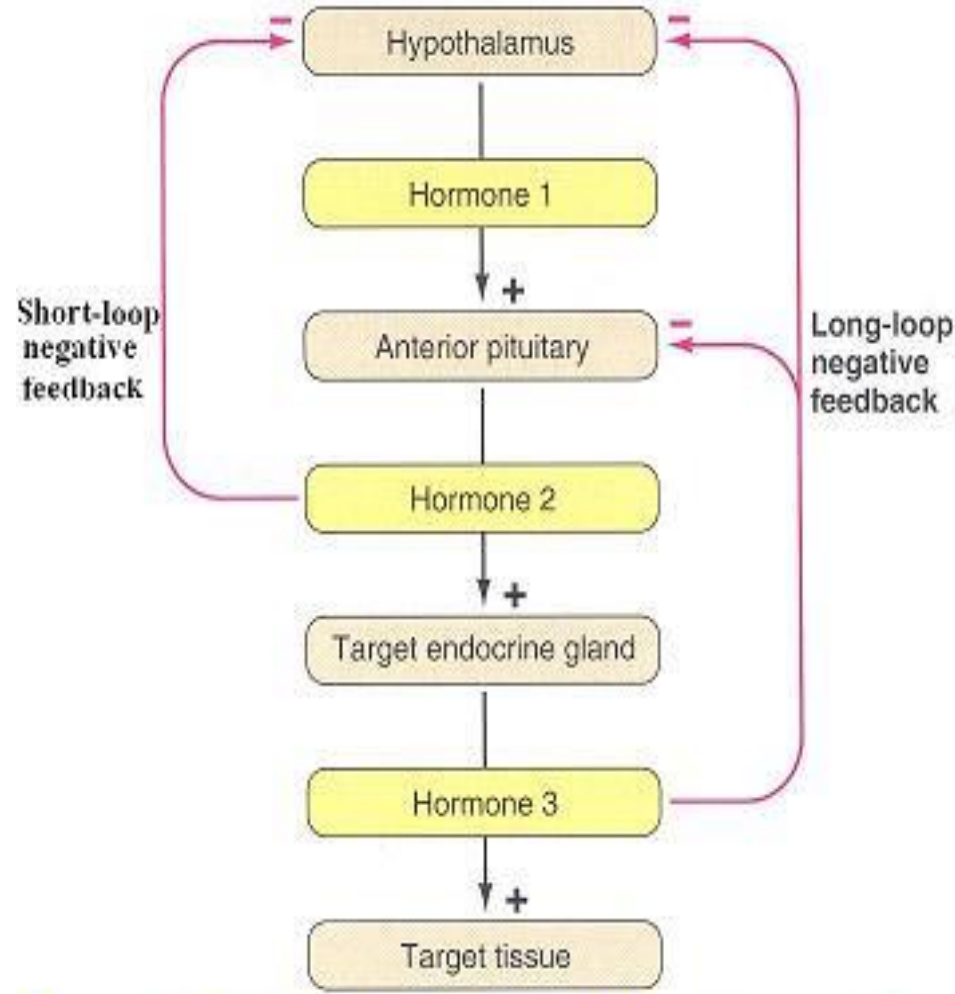 -
-
Hypothalamus
Hormone 1
+
Short-loop
negative
feedback
Anterior pituitary
-
Long-loop
negative
feedback
Hormone 2
+
Target endocrine gland
Hormone 3
+
Target tissue